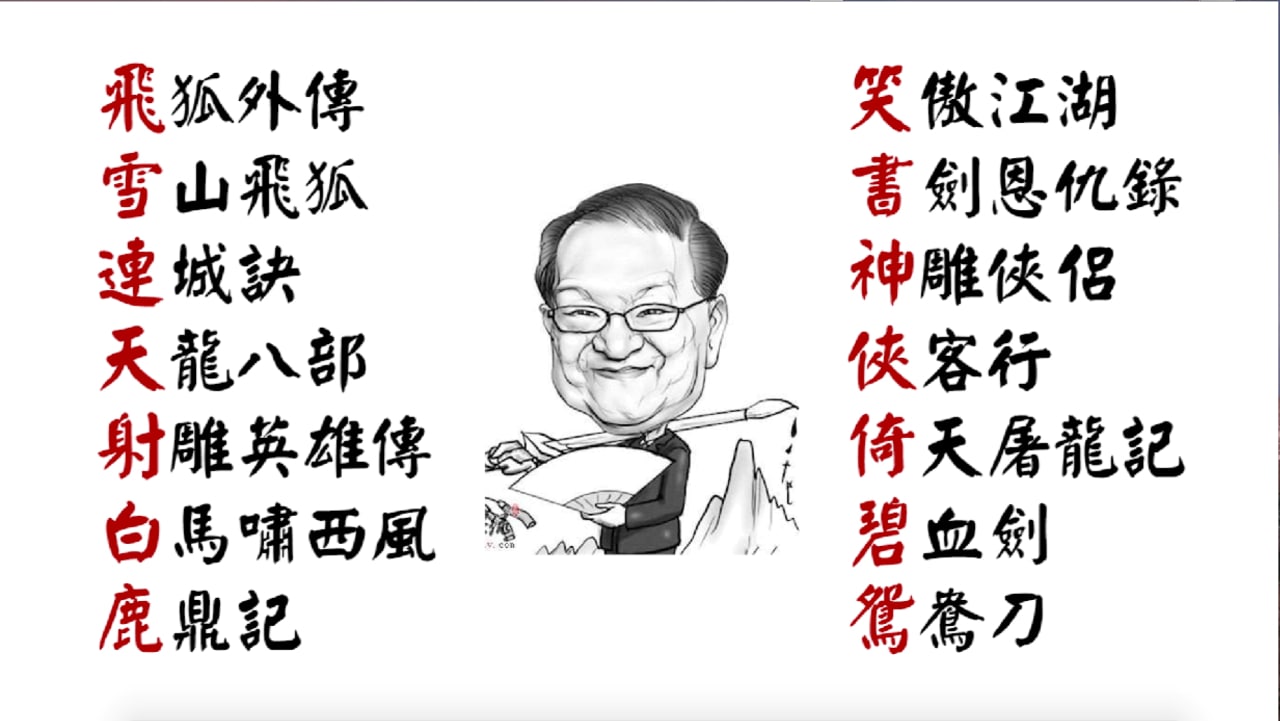 飛狐外傳
雪山飛狐
連城訣
天龍八部
射雕英雄傳
白馬嘯西風
鹿鼎記
笑傲江湖
書劍恩仇錄
神雕俠侶
俠客行
倚天屠龍記
碧血劍
鴛鴦刀